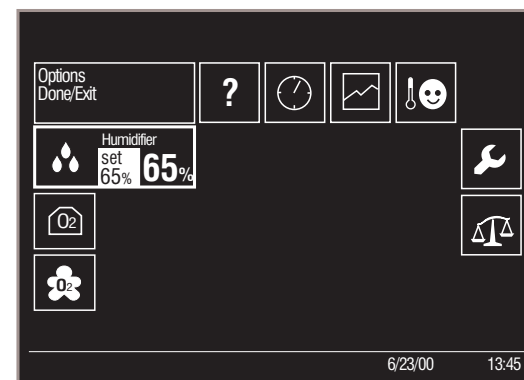 Options
Done/Exit
?
Humidifier
set
65%
65%
O2
O2
6/23/00 13:45